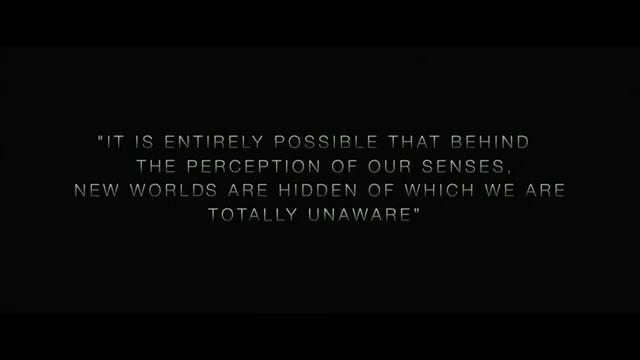 "IT IS ENTIRELY POSSIBLE THAT BEHIND
THE PERCEPTION OF OUR SENSES,
NEW WORLDS ARE HIDDEN OF WHICH WE ARE
TOTALLY UNAWARE"